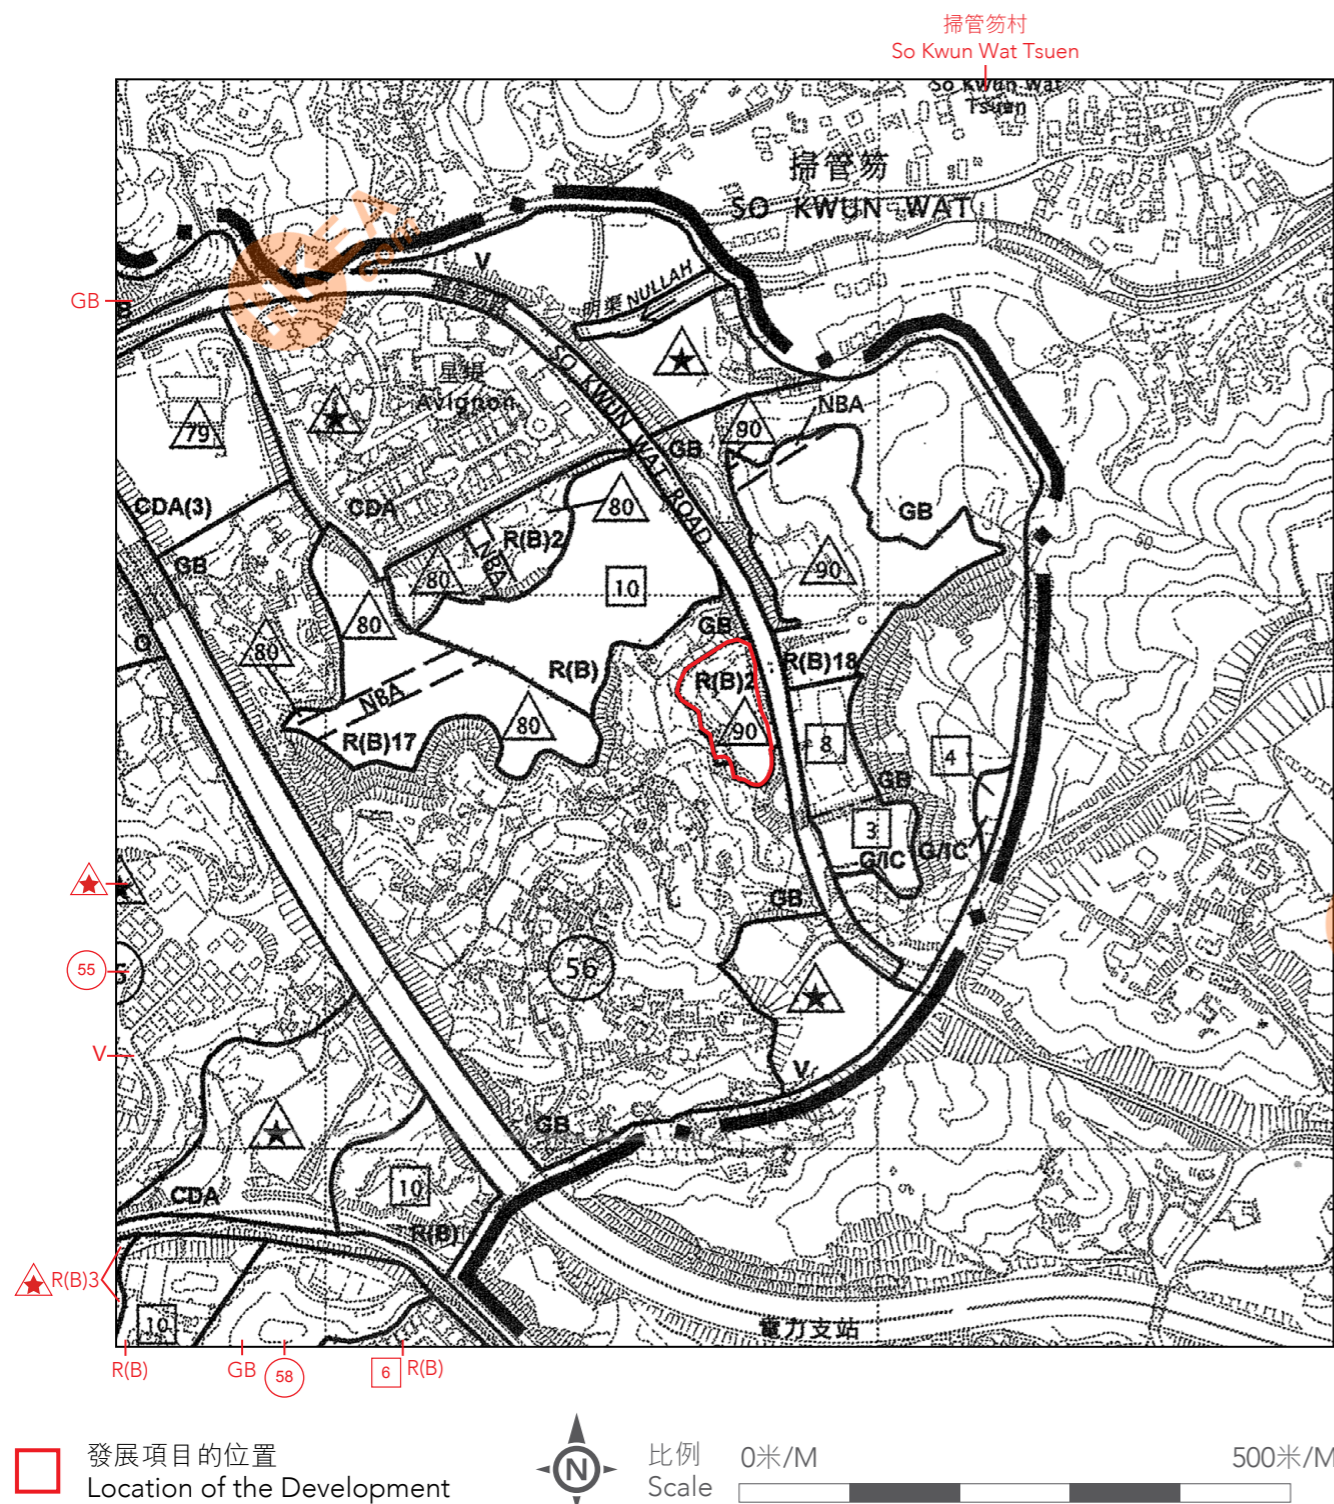 掃管笏村
So Kwun Wat Tsuen
So Kwun Wat
Tsuen
掃管笏
SO KWUN WAT
V
GB
明渠 NULLAH
SO KWUN WAT ROAD
星堤
Avignon
79
90
NBA
GB
CDA(3)
CDA
80
R(B)2
NBA
80
GB
GB
90
10
80
80
GB
R(B)18
R(B)
R(B)2
NBA
80
90
R(B)17
8
4
GB
3
G/IC
G/IC
GB
55
56
V
V
GB
CDA
10
R(B)
R(B)3
10
電力支站
R(B)
GB
58
6
R(B)
發展項目的位置
Location of the Development
N
比例
Scale
0米/M
500米/M